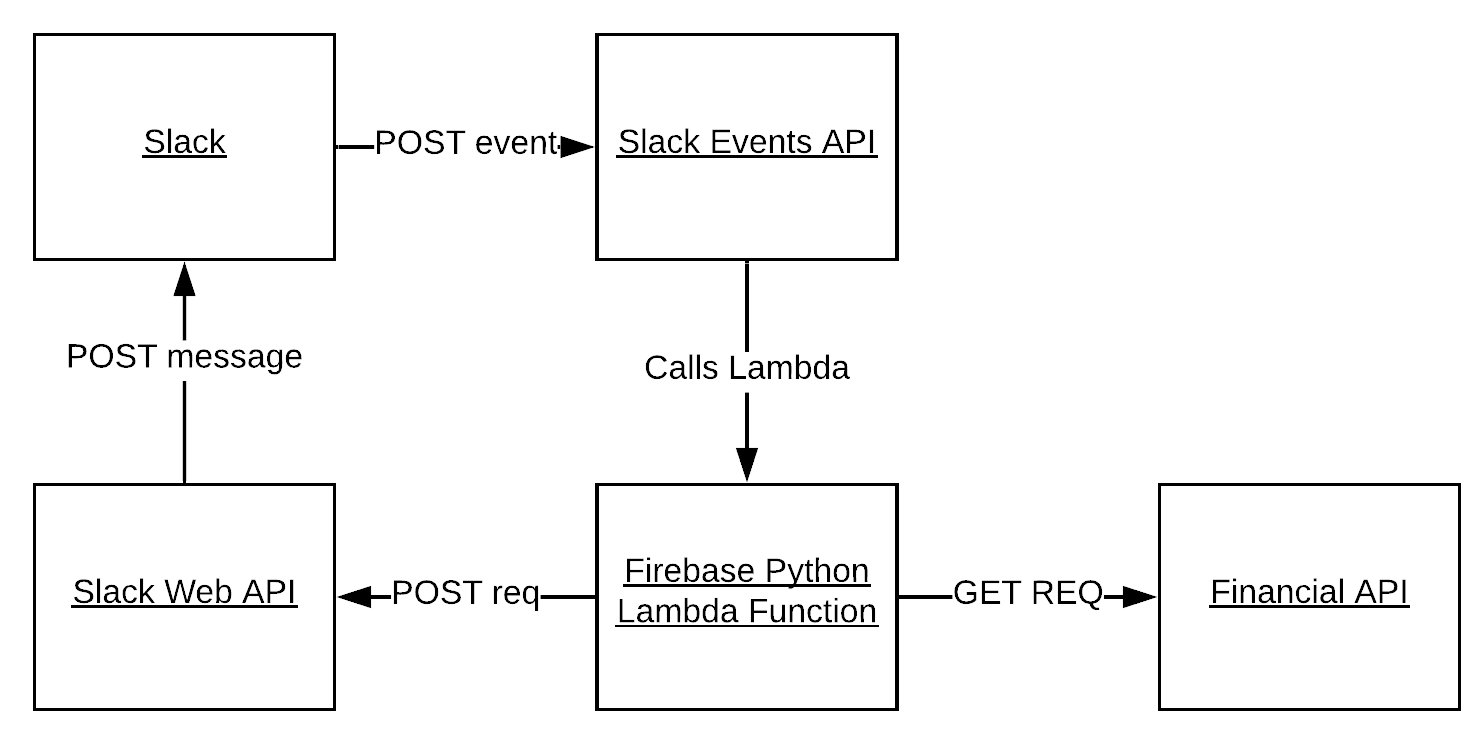 Slack
POST event
Slack Events API
POST message
Calls Lambda
Slack Web API
POST req
Firebase Python
Lambda Function
GET REQ
Financial API